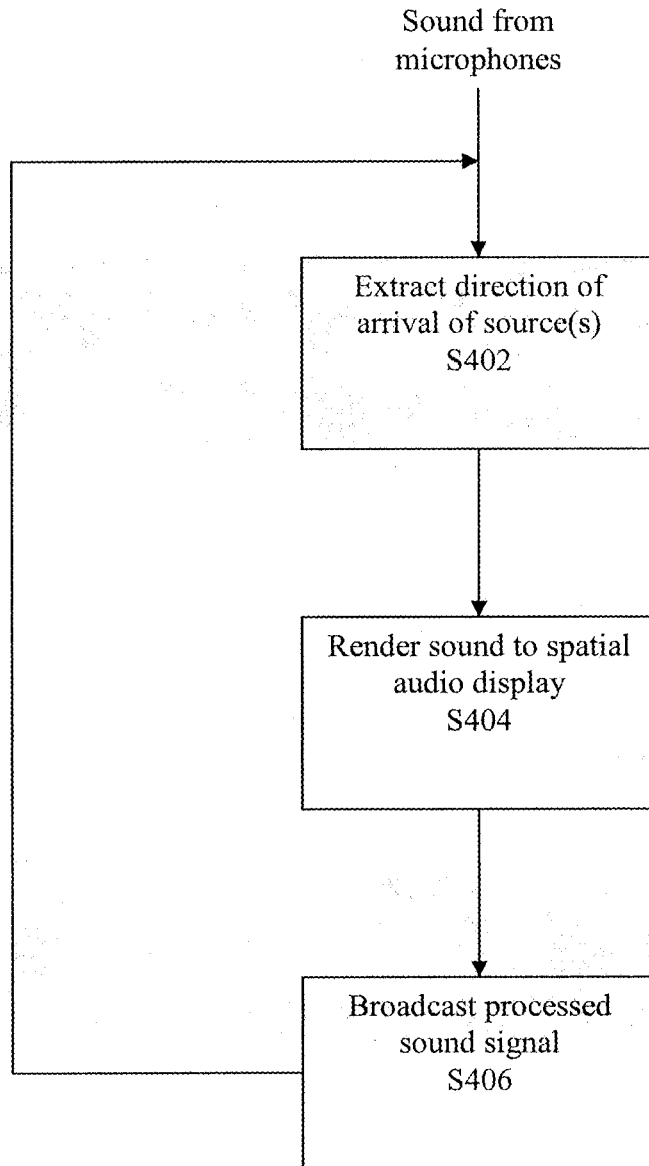 Sound from
microphones
Extract direction of
arrival of source(s)
S402
Render sound to spatial
audio display
S404
Broadcast processed
sound signal
S406